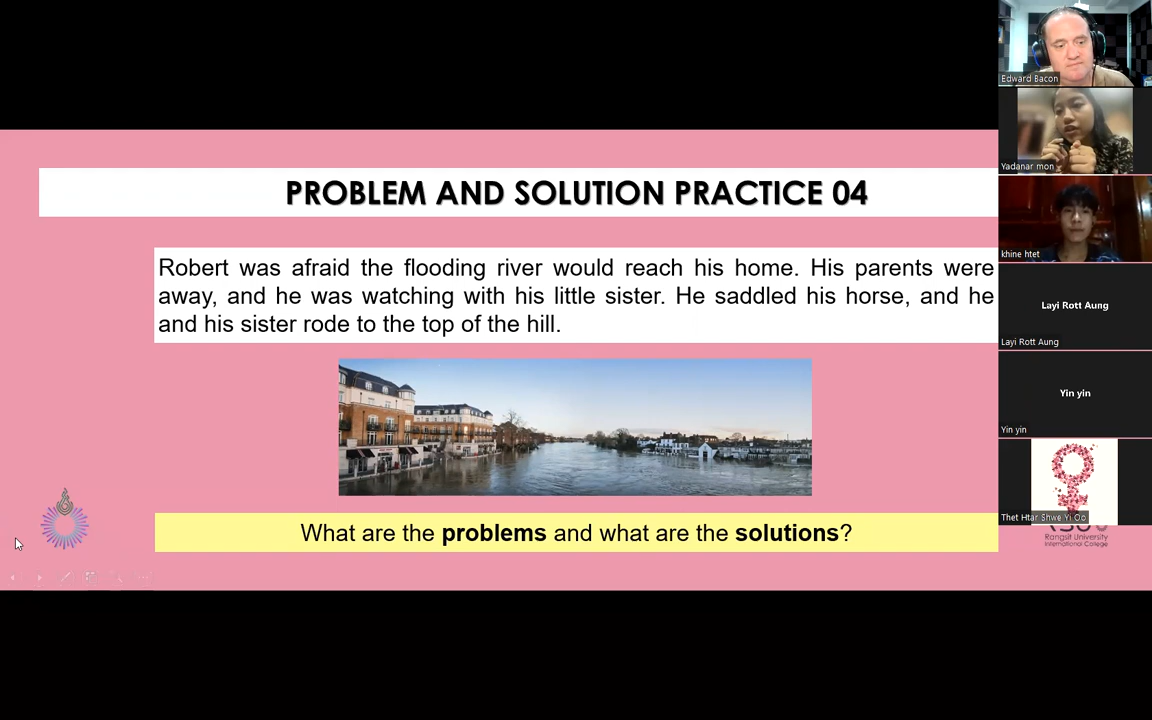 PROBLEM AND SOLUTION PRACTICE 04
Robert was afraid the flooding river would reach his home. His parents were
away, and he was watching with his little sister. He saddled his horse, and he
and his sister rode to the top of the hill.
What are the problems and what are the solutions?
Edward Bacon
Yadanar mon
khine htet
Layi Rott Aung
Layi Rott Aung
Yin yin
Yin yin
Thet Htar Shwe Yi Oo
Rangsit University
International College